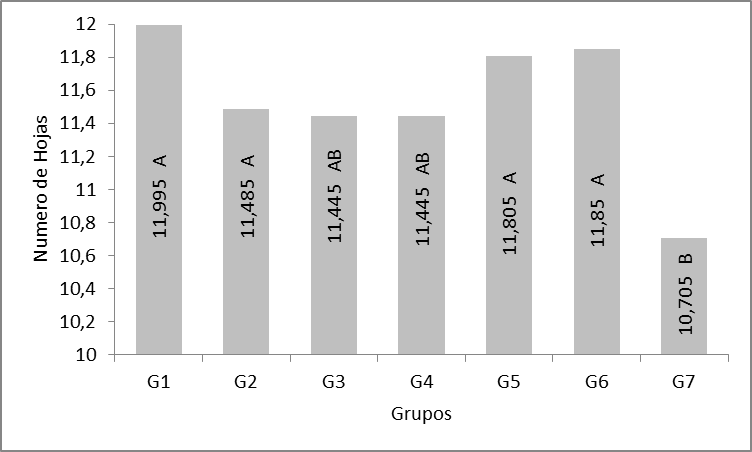 12
11,8
11,6
11,4
11,2
11
10,8
10,6
10,4
10,2
10
Numero de Hojas
11,995 A
11,485 A
11,445 AB
11,445 AB
11,805 A
11,85 A
10,705 B
G1 G2 G3 G4 G5 G6 G7
Grupos